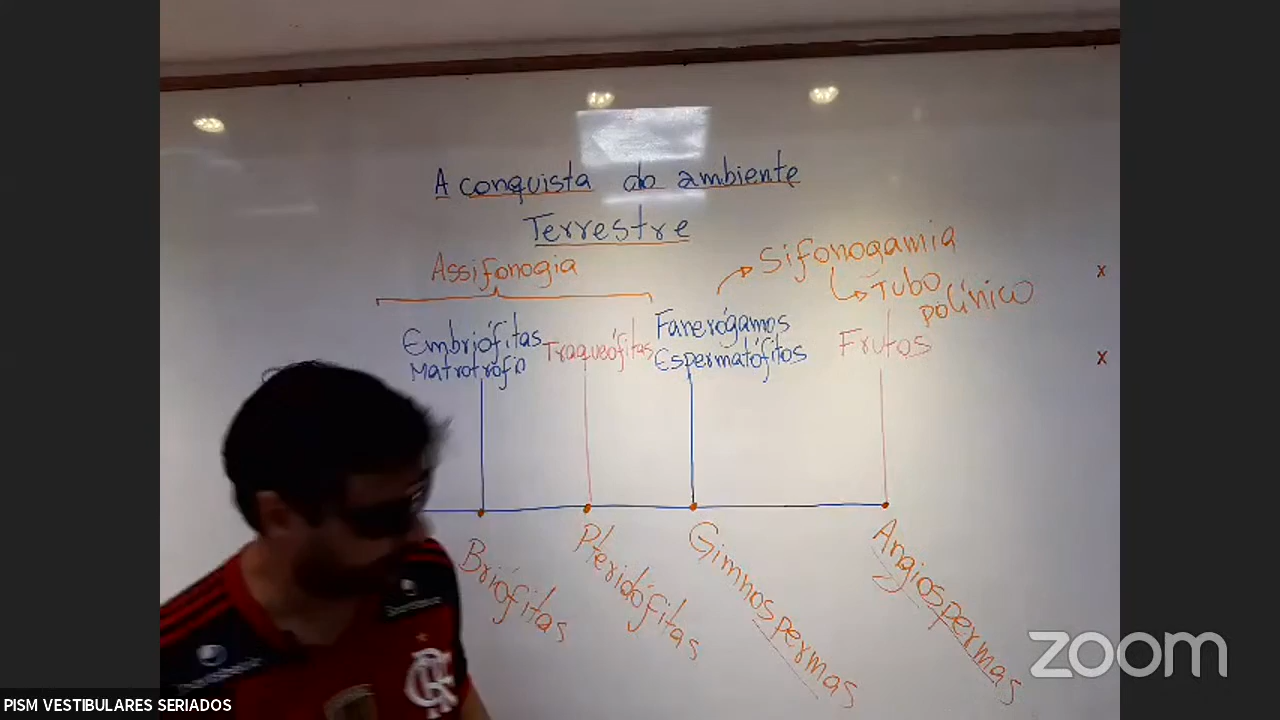 A conquista do ambiente
Terrestre
Assifonogia
Sifonogamia
Tubo
polínico
Embriófitas
Matrotrofia
Traqueófitas
Fanerógamos
Espermatófitos
Frutos
x
x
Briófitas
Pteridófitas
Gimnospermas
Angiospermas
CRF
zoom
PISM VESTIBULARES SERIADOS